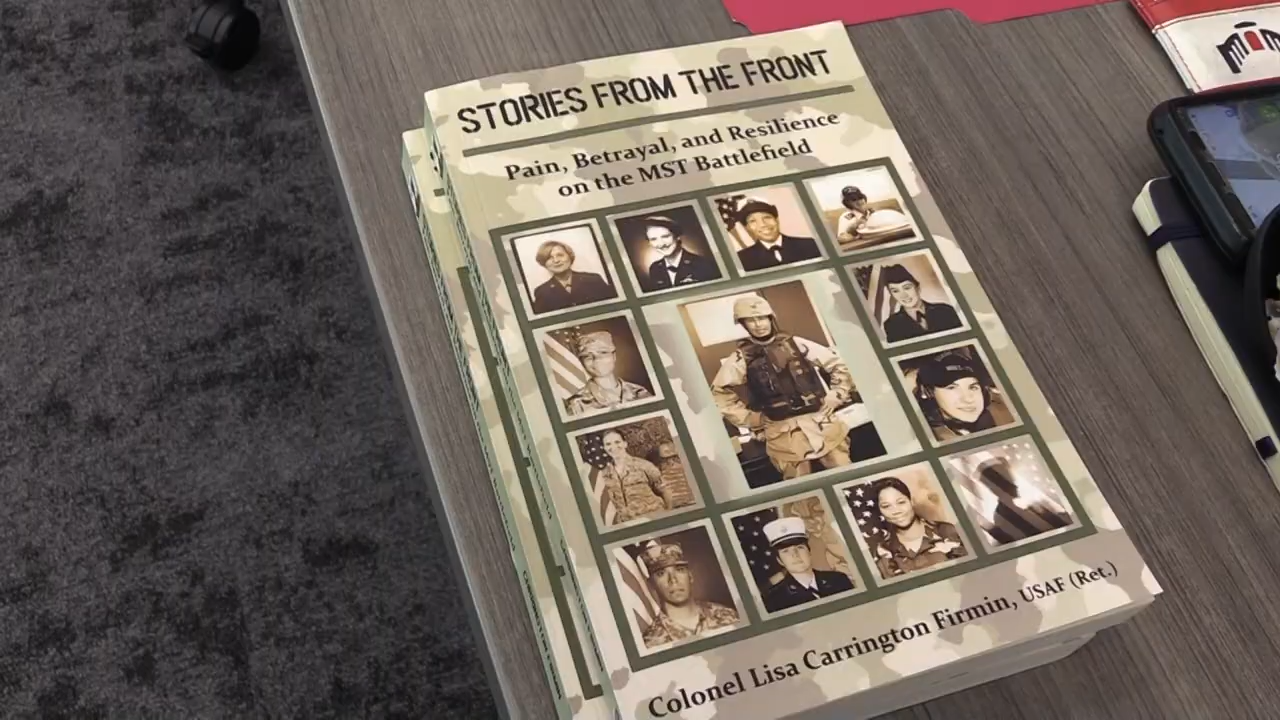 STORIES FROM THE FRONT
Pain, Betrayal, and Resilience
on the MST Battlefield
Colonel Lisa Carrington Firmin, USAF (Ret.)